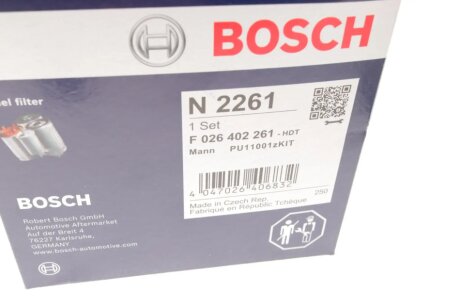 BOSCH
el filter
N 2261
1 Set
F 026 402 261 - HDT
Mann PU11001zKIT
4 047026 406832
250
Made in Czech Rep.
Fabriqué en République Tchèque
BOSCH
Robert Bosch GmbH
Automotive Aftermarket
Auf der Breit 4
76227 Karlsruhe,
GERMANY
www.bosch-automotive.com